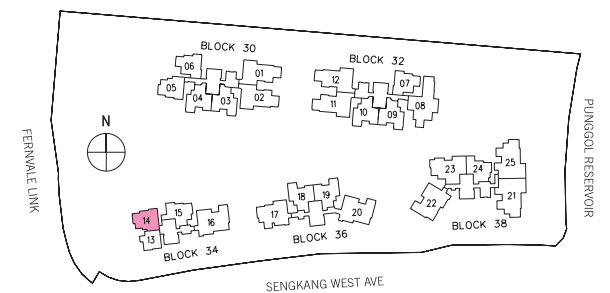 BLOCK 30
BLOCK 32
06
01
05
04
03
02
12
07
11
10
09
08
N
FERNVALE LINK
PUNGGOL RESERVOIR
23
24
25
22
21
BLOCK 38
14
15
16
13
BLOCK 34
18
19
17
20
BLOCK 36
SENGKANG WEST AVE